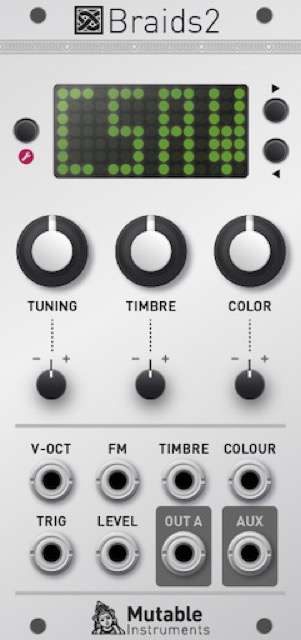 Braids2
CSAW
TUNING TIMBRE COLOR
- + - + - +
V-OCT FM TIMBRE COLOUR
TRIG LEVEL OUT A AUX
Mutable
Instruments